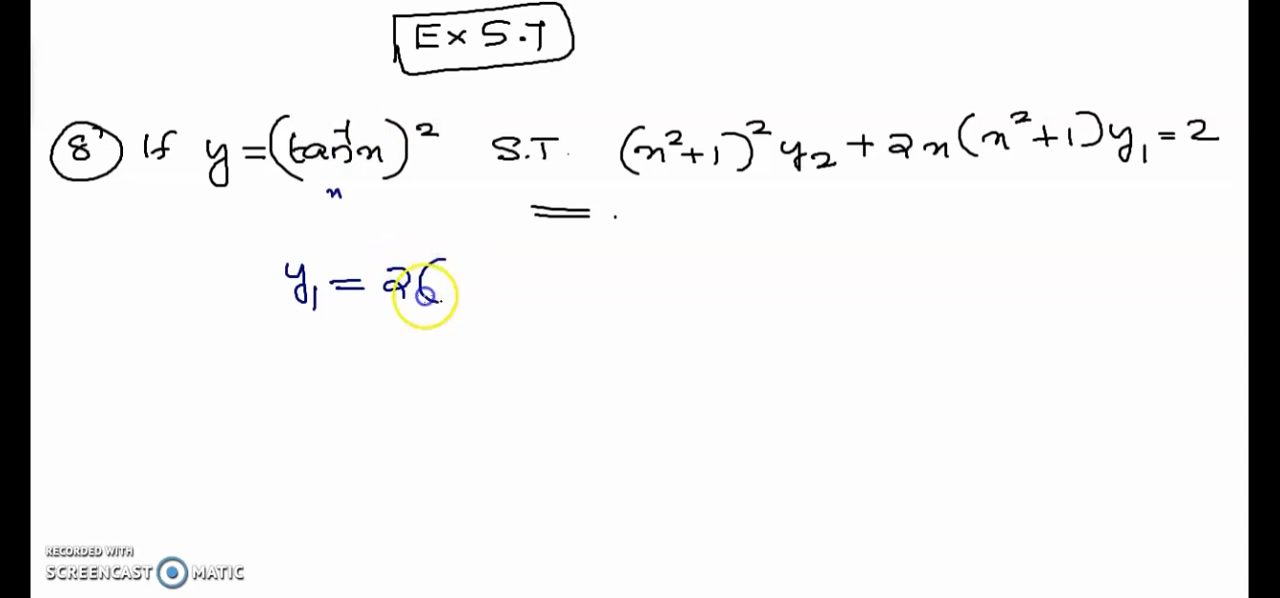 Ex 5.7
8) If y = (tan⁻¹x)² S.T. (x²+1)² y₂ + 2x(x²+1)y₁ = 2
x
y₁ = 2(
RECORDED WITH
SCREENCAST MATIC